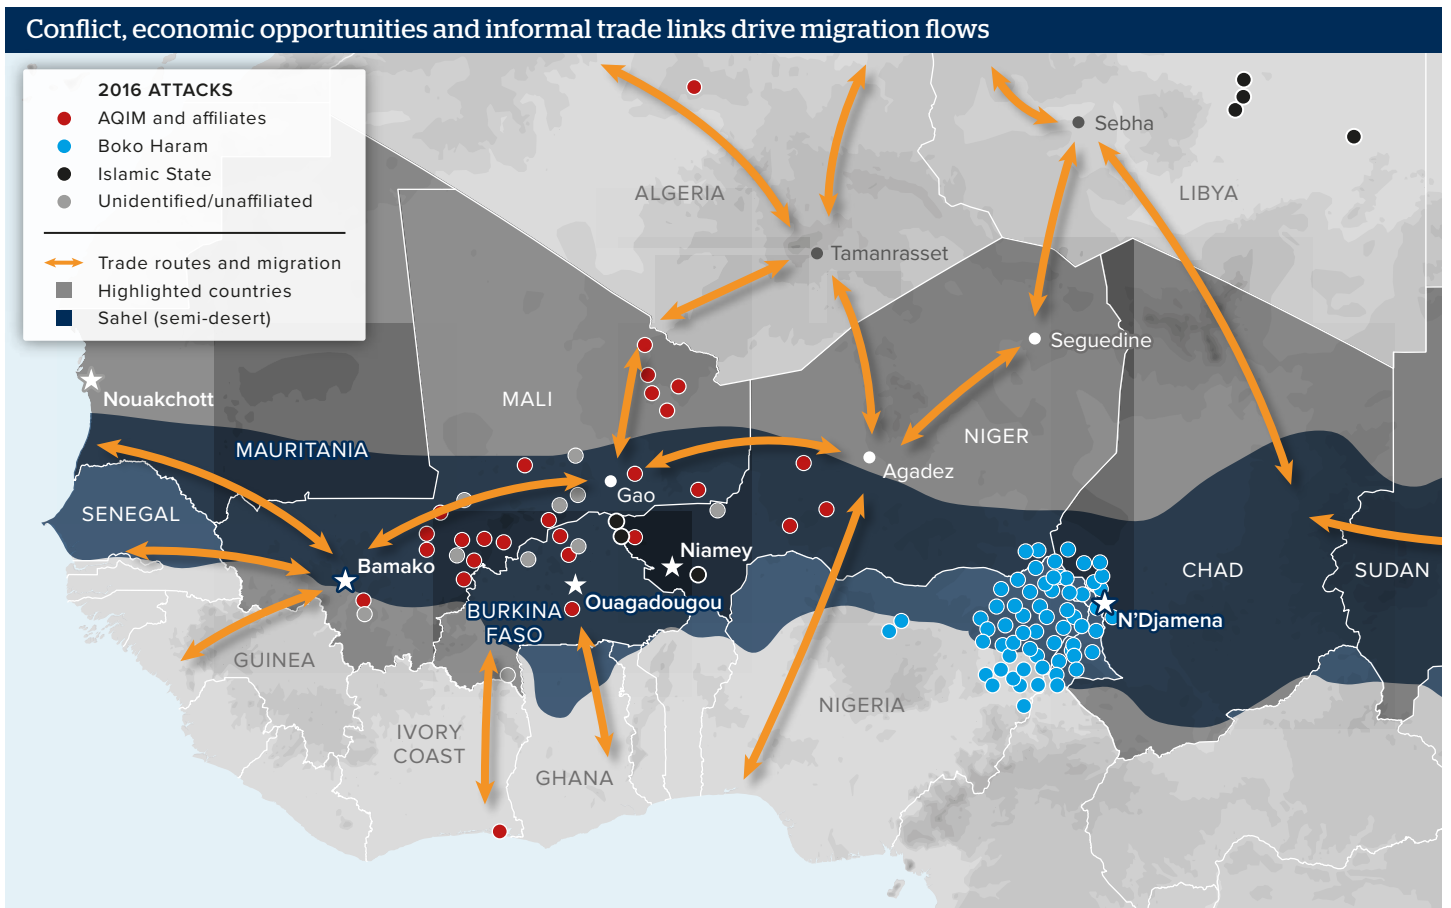 Conflict, economic opportunities and informal trade links drive migration flows
2016 ATTACKS
AQIM and affiliates
Boko Haram
Islamic State
Unidentified/unaffiliated
Trade routes and migration
Highlighted countries
Sahel (semi-desert)
Sebha
ALGERIA
LIBYA
Tamanrasset
Seguedine
Nouakchott
MALI
NIGER
MAURITANIA
Agadez
Gao
SENEGAL
Niamey
Bamako
CHAD
SUDAN
Ouagadougou
BURKINA
FASO
N'Djamena
GUINEA
NIGERIA
IVORY
COAST
GHANA